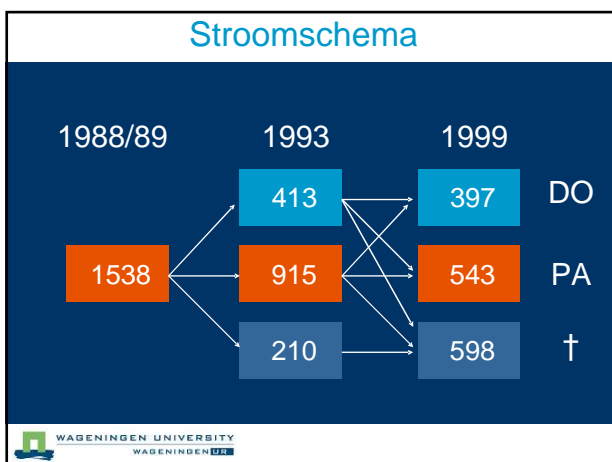 Stroomschema
1988/89 1993 1999
413 397 DO
1538 915 543 PA
210 598 †
WAGENINGEN UNIVERSITY
WAGENINGEN UR